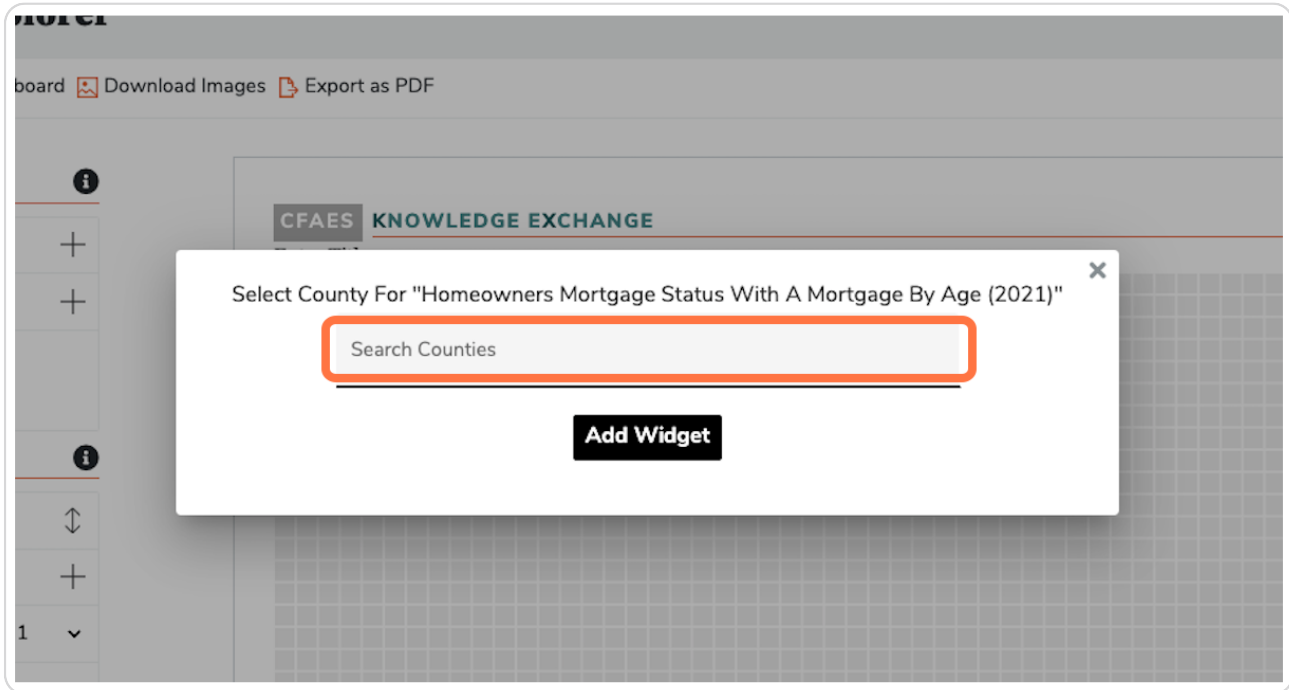 board Download Images Export as PDF
CFAES KNOWLEDGE EXCHANGE
Select County For "Homeowners Mortgage Status With A Mortgage By Age (2021)"
Search Counties
Add Widget
1